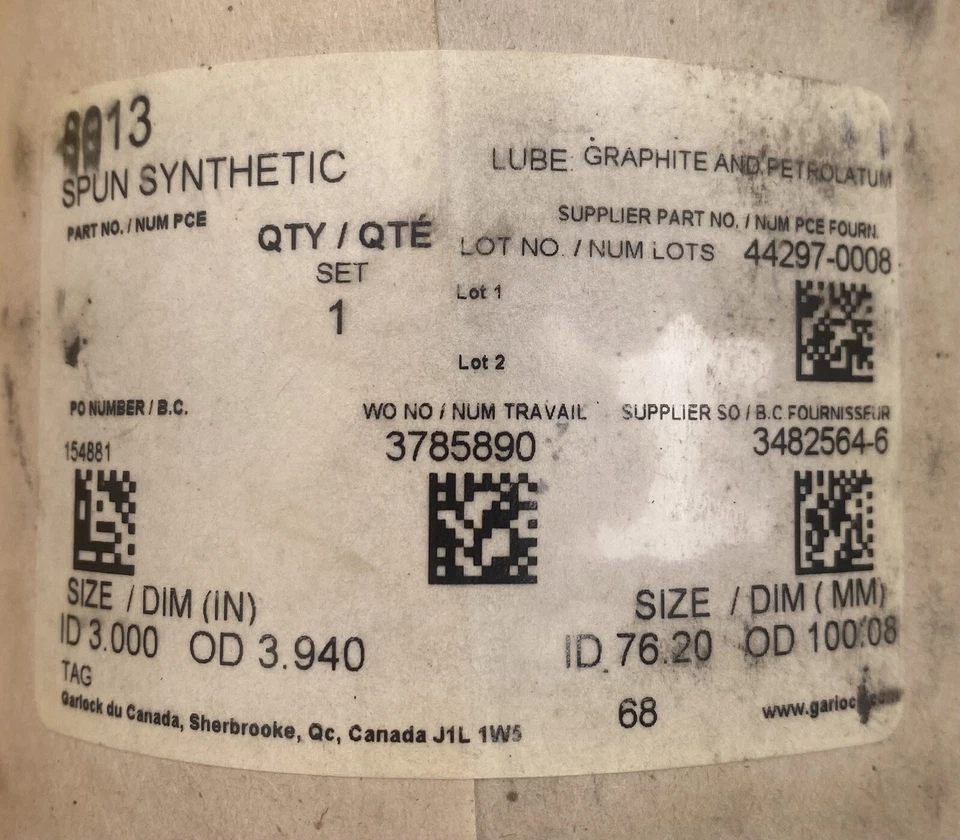 8013
SPUN SYNTHETIC
LUBE: GRAPHITE AND PETROLATUM
PART NO. / NUM PCE
SUPPLIER PART NO. / NUM PCE FOURN.
QTY / QTÉ
LOT NO. / NUM LOTS
44297-0008
SET
1
Lot 1
Lot 2
PO NUMBER / B.C.
WO NO / NUM TRAVAIL
SUPPLIER SO / B.C FOURNISSEUR
154881
3785890
3482564-6
SIZE / DIM (IN)
SIZE / DIM ( MM)
ID 3.000 OD 3.940
ID 76.20 OD 100.08
TAG
Garlock du Canada, Sherbrooke, Qc, Canada J1L 1W5
68